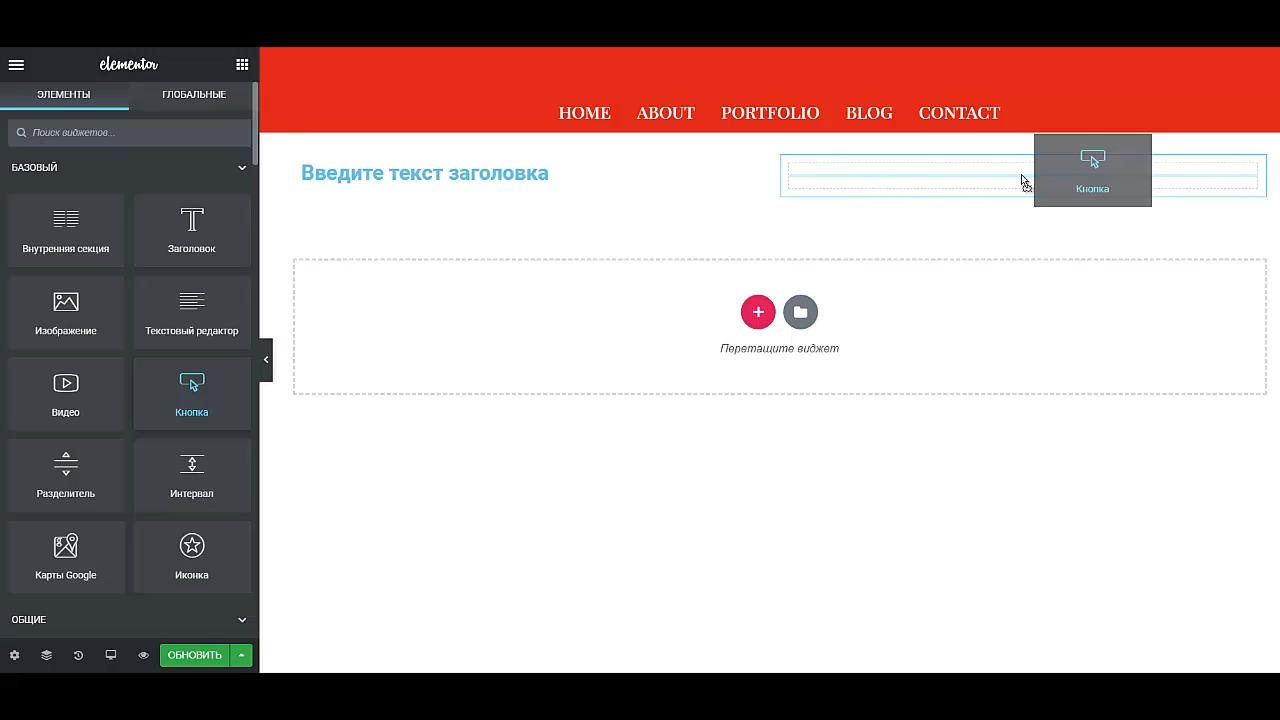 elementor
ЭЛЕМЕНТЫ
ГЛОБАЛЬНЫЕ
Поиск виджетов...
БАЗОВЫЙ
Внутренняя секция
Заголовок
Изображение
Текстовый редактор
Видео
Кнопка
Разделитель
Интервал
Карты Google
Иконка
ОБЩИЕ
ОБНОВИТЬ
HOME ABOUT PORTFOLIO BLOG CONTACT
Введите текст заголовка
Кнопка
Перетащите виджет